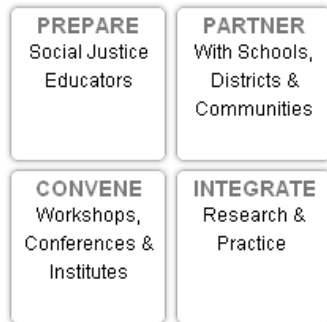 PREPARE
Social Justice
Educators
PARTNER
With Schools,
Districts &
Communities
CONVENE
Workshops,
Conferences &
Institutes
INTEGRATE
Research &
Practice